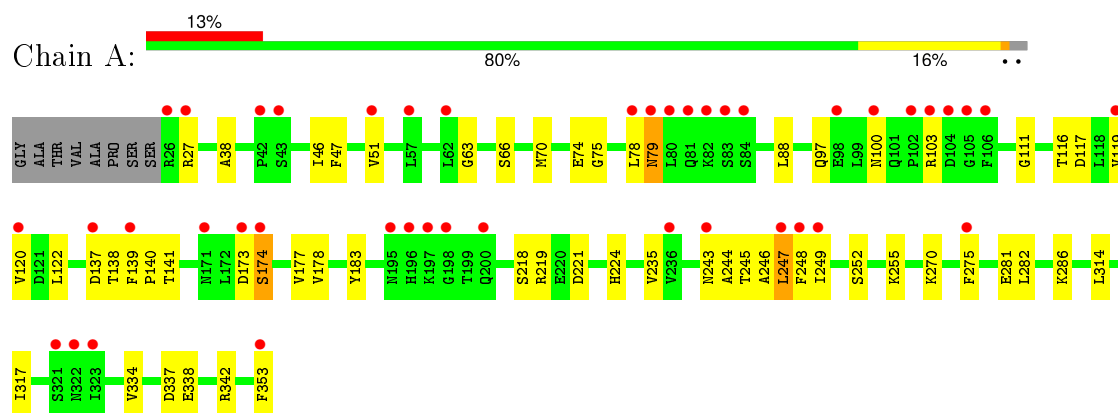 13%
Chain A:
80% 16% • •
GLY ALA THR VAL ALA PRO SER SER R26 R27 A38 P42 S43 I46 F47 V51 L57 L62 G63 S66 M70 E74 G75 L78 N79 L80 Q81 K82 S83 S84 L88 Q97 E98 L99 N100 Q101 P102 R103 D104 G105 F106 G111 T116 D117 L118 V119
V120 D121 L122 D137 T138 F139 P140 T141 N171 L172 D173 S174 V177 V178 Y183 N195 H196 K197 G198 T199 Q200 S218 R219 E220 D221 H224 V235 V236 N243 A244 T245 A246 L247 F248 I249 S252 K255 K270 F275 E281 L282 K286 L314
I317 S321 N322 I323 V334 D337 E338 R342 F353